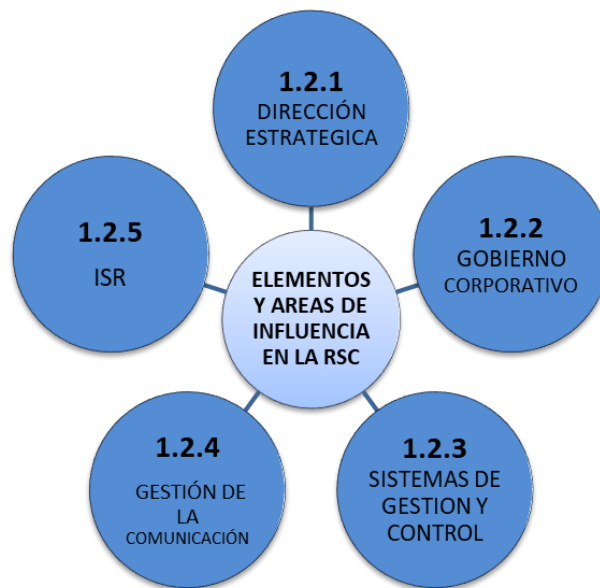 1.2.1
DIRECCIÓN
ESTRATEGICA
1.2.5
ISR
1.2.2
GOBIERNO
CORPORATIVO
ELEMENTOS
Y AREAS DE
INFLUENCIA
EN LA RSC
1.2.4
GESTIÓN DE
LA
COMUNICACIÓN
1.2.3
SISTEMAS DE
GESTION Y
CONTROL